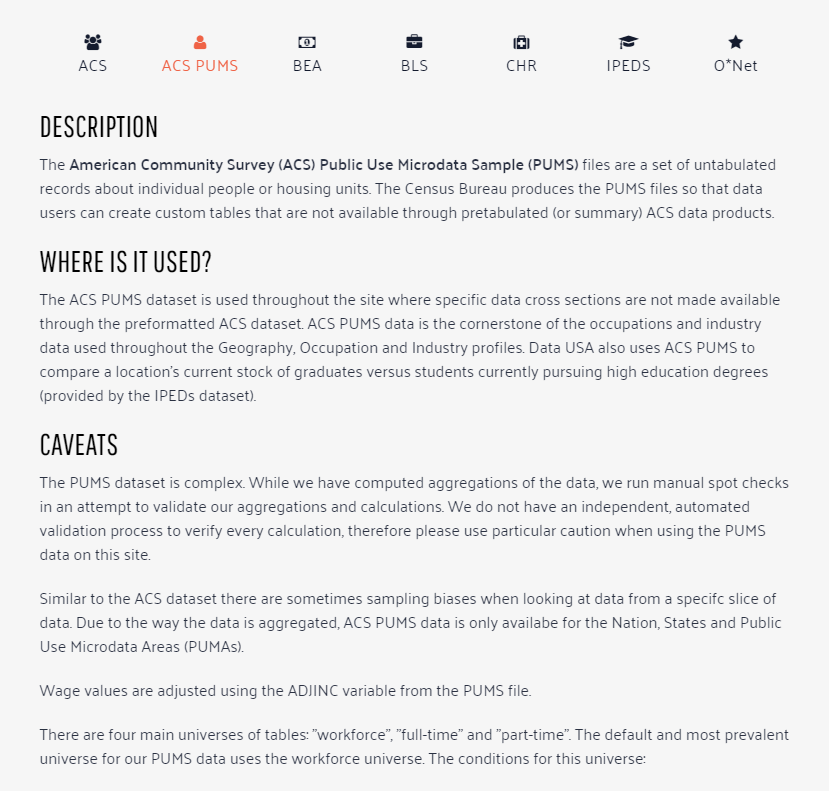 ACS ACS PUMS BEA BLS CHR IPEDS O*Net
DESCRIPTION
The American Community Survey (ACS) Public Use Microdata Sample (PUMS) files are a set of untabulated
records about individual people or housing units. The Census Bureau produces the PUMS files so that data
users can create custom tables that are not available through pretabulated (or summary) ACS data products.
WHERE IS IT USED?
The ACS PUMS dataset is used throughout the site where specific data cross sections are not made available
through the preformatted ACS dataset. ACS PUMS data is the cornerstone of the occupations and industry
data used throughout the Geography, Occupation and Industry profiles. Data USA also uses ACS PUMS to
compare a location's current stock of graduates versus students currently pursuing high education degrees
(provided by the IPEDs dataset).
CAVEATS
The PUMS dataset is complex. While we have computed aggregations of the data, we run manual spot checks
in an attempt to validate our aggregations and calculations. We do not have an independent, automated
validation process to verify every calculation, therefore please use particular caution when using the PUMS
data on this site.
Similar to the ACS dataset there are sometimes sampling biases when looking at data from a specifc slice of
data. Due to the way the data is aggregated, ACS PUMS data is only availabe for the Nation, States and Public
Use Microdata Areas (PUMAs).
Wage values are adjusted using the ADJINC variable from the PUMS file.
There are four main universes of tables: "workforce", "full-time" and "part-time". The default and most prevalent
universe for our PUMS data uses the workforce universe. The conditions for this universe: